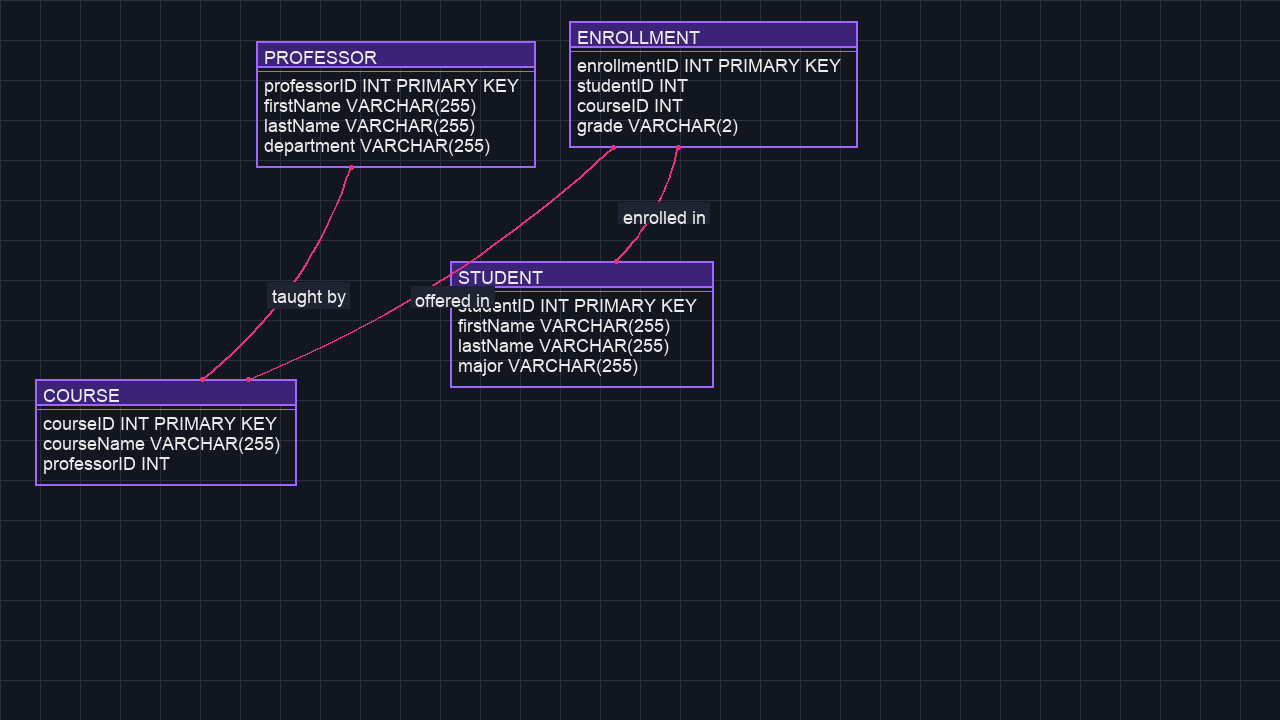 PROFESSOR
professorID INT PRIMARY KEY
firstName VARCHAR(255)
lastName VARCHAR(255)
department VARCHAR(255)
ENROLLMENT
enrollmentID INT PRIMARY KEY
studentID INT
courseID INT
grade VARCHAR(2)
enrolled in
taught by
offered in
STUDENT
studentID INT PRIMARY KEY
firstName VARCHAR(255)
lastName VARCHAR(255)
major VARCHAR(255)
COURSE
courseID INT PRIMARY KEY
courseName VARCHAR(255)
professorID INT